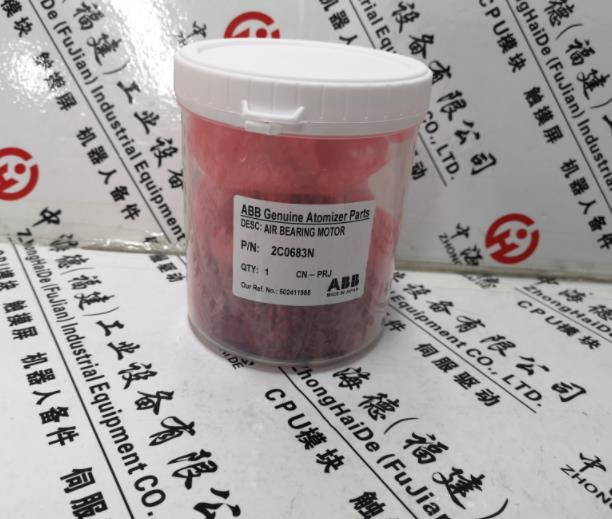 ABB Genuine Atomizer Parts
DESC: AIR BEARING MOTOR
P/N: 2C0683N
QTY: 1 CN-PRJ
Our Ref. No.: 502411988
ABB
MADE IN JAPAN
中海德(福建)工业设备有限公司
ZhongHaiDe (FuJian) Industrial Equipment CO., LTD.
CPU模块 触摸屏 机器人备件 伺服驱动